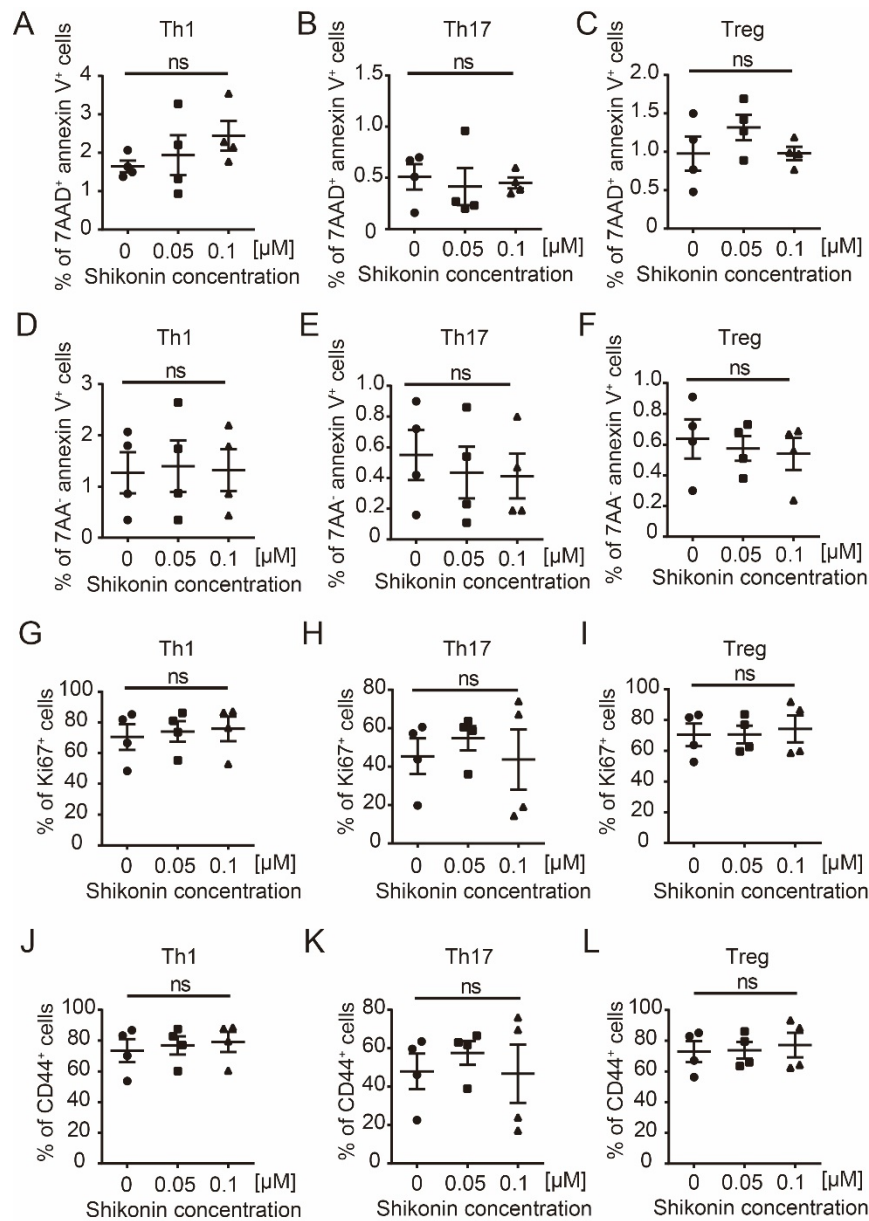 A
Th1
% of 7AAD⁺ annexin V⁺ cells
4
3
2
1
0
ns
0 0.05 0.1 [µM]
Shikonin concentration
B
Th17
% of 7AAD⁺ annexin V⁺ cells
1.5
1.0
0.5
0.0
ns
0 0.05 0.1 [µM]
Shikonin concentration
C
Treg
% of 7AAD⁺ annexin V⁺ cells
2.0
1.5
1.0
0.5
0.0
ns
0 0.05 0.1 [µM]
Shikonin concentration
D
Th1
% of 7AA⁻ annexin V⁺ cells
3
2
1
0
ns
0 0.05 0.1 [µM]
Shikonin concentration
E
Th17
% of 7AA⁻ annexin V⁺ cells
1.0
0.8
0.6
0.4
0.2
0.0
ns
0 0.05 0.1 [µM]
Shikonin concentration
F
Treg
% of 7AA⁻ annexin V⁺ cells
1.0
0.8
0.6
0.4
0.2
0.0
ns
0 0.05 0.1 [µM]
Shikonin concentration
G
Th1
% of Ki67⁺ cells
100
80
60
40
20
0
ns
0 0.05 0.1 [µM]
Shikonin concentration
H
Th17
% of Ki67⁺ cells
80
60
40
20
0
ns
0 0.05 0.1 [µM]
Shikonin concentration
I
Treg
% of Ki67⁺ cells
100
80
60
40
20
0
ns
0 0.05 0.1 [µM]
Shikonin concentration
J
Th1
% of CD44⁺ cells
100
80
60
40
20
0
ns
0 0.05 0.1 [µM]
Shikonin concentration
K
Th17
% of CD44⁺ cells
80
60
40
20
0
ns
0 0.05 0.1 [µM]
Shikonin concentration
L
Treg
% of CD44⁺ cells
100
80
60
40
20
0
ns
0 0.05 0.1 [µM]
Shikonin concentration